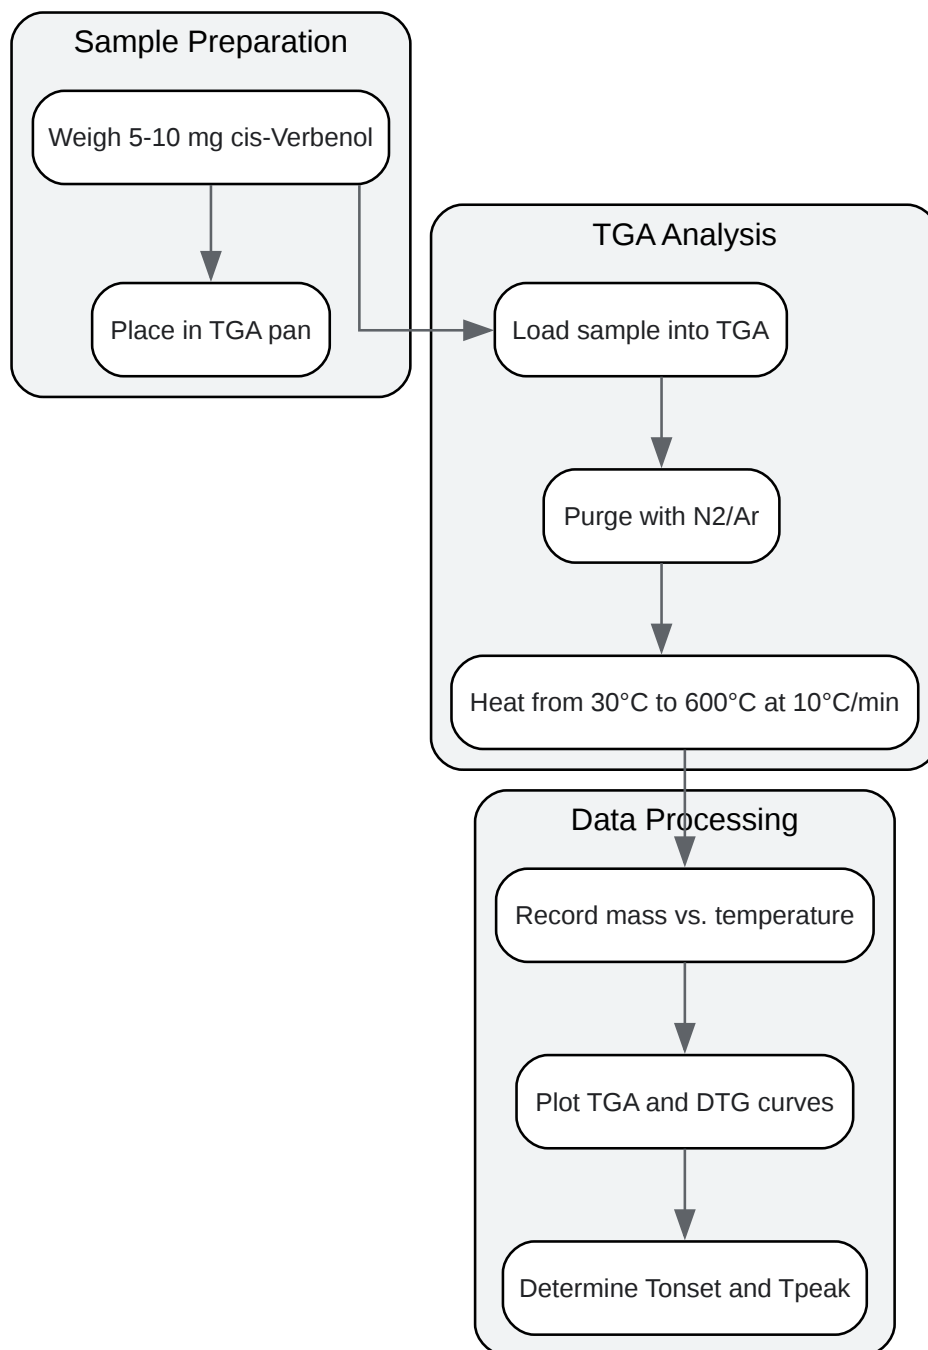 Sample Preparation
Weigh 5-10 mg cis-Verbenol
Place in TGA pan
TGA Analysis
Load sample into TGA
Purge with N2/Ar
Heat from 30°C to 600°C at 10°C/min
Data Processing
Record mass vs. temperature
Plot TGA and DTG curves
Determine Tonset and Tpeak